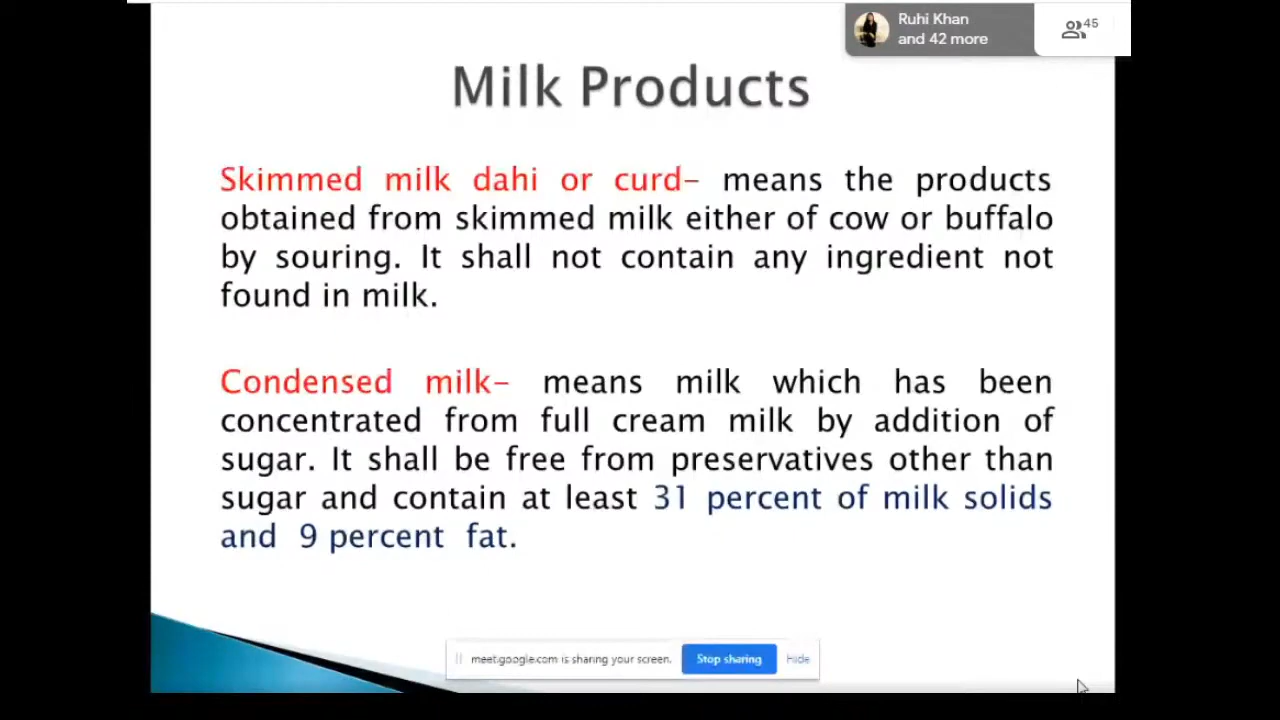 Ruhi Khan
and 42 more
45
Milk Products
Skimmed milk dahi or curd- means the products
obtained from skimmed milk either of cow or buffalo
by souring. It shall not contain any ingredient not
found in milk.
Condensed milk- means milk which has been
concentrated from full cream milk by addition of
sugar. It shall be free from preservatives other than
sugar and contain at least 31 percent of milk solids
and 9 percent fat.
meet.google.com is sharing your screen. Stop sharing Hide